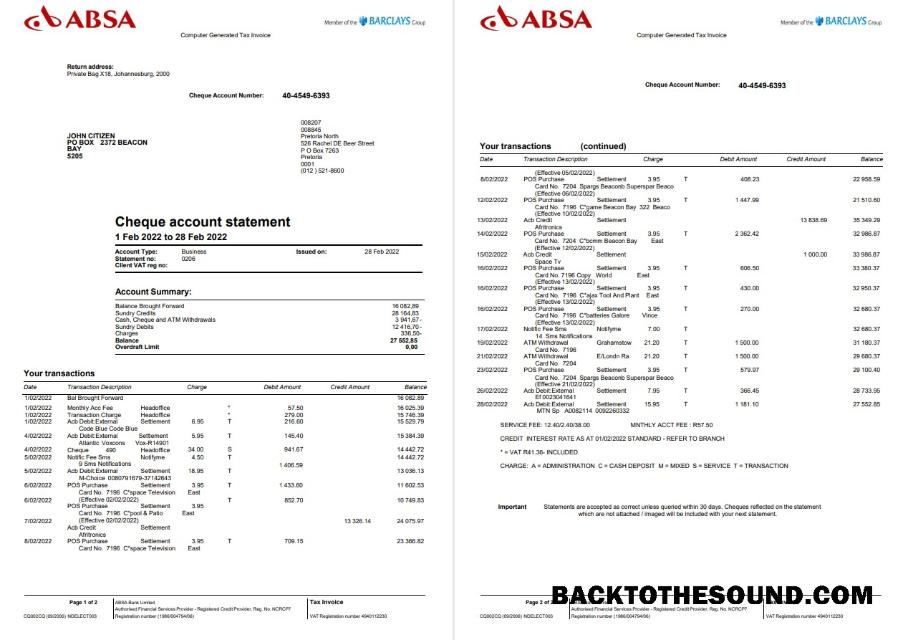 ABSA
Member of the BARCLAYS Group
Computer Generated Tax Invoice
Return address:
Private Bag X18, Johannesburg, 2000
Cheque Account Number: 40-4549-6393
JOHN CITIZEN
PO BOX 2372 BEACON
BAY
5205
008207
008845
Pretoria North
526 Rachel DE Beer Street
P O Box 7263
Pretoria
0001
(012 ) 521-8600
Cheque account statement
1 Feb 2022 to 28 Feb 2022
Account Type: Business Issued on: 28 Feb 2022
Statement no: 0206
Client VAT reg no:
Account Summary:
Balance Brought Forward 16 082,89
Sundry Credits 28 164,83
Cash, Cheque and ATM Withdrawals 3 941,67-
Sundry Debits 12 416,70-
Charges 336,50-
Balance 27 552,85
Overdraft Limit 0,00
Your transactions
Date Transaction Description Charge Debit Amount Credit Amount Balance
1/02/2022 Bal Brought Forward 16 082.89
1/02/2022 Monthly Acc Fee Headoffice * 57.50 16 025.39
1/02/2022 Transaction Charge Headoffice * 279.00 15 746.39
1/02/2022 Acb Debit:External Settlement 6.95 T 216.60 15 529.79
Code Blue Code Blue
4/02/2022 Acb Debit:External Settlement 5.95 T 145.40 15 384.39
Atlantic Voxcons Vox-R14901
4/02/2022 Cheque 490 Headoffice 34.00 S 941.67 14 442.72
5/02/2022 Notific Fee Sms Notifyme 4.50 T 14 442.72
9 Sms Notifications 1 406.59
5/02/2022 Acb Debit:External Settlement 18.95 T 13 036.13
M-Choice 0080791679-37142643
6/02/2022 POS Purchase Settlement 3.95 T 1 433.60 11 602.53
Card No. 7196 C*space Television East
(Effective 02/02/2022)
6/02/2022 T 852.70 10 749.83
POS Purchase Settlement 3.95
Card No. 7196 C*pool & Patio East
(Effective 02/02/2022)
7/02/2022 13 326.14 24 075.97
Acb Credit Settlement
Afritronics
8/02/2022 POS Purchase Settlement 3.95 T 709.15 23 366.82
Card No. 7196 C*space Television East
Page 1 of 2
ABSA Bank Limited
Authorised Financial Services Provider - Registered Credit Provider, Reg. No. NCRCP7
Registration number (1986/004794/06)
CQ002CQ (09/2000) NDELECT003
Tax Invoice
VAT Registration number 4940112230
ABSA
Member of the BARCLAYS Group
Computer Generated Tax Invoice
Cheque Account Number: 40-4549-6393
Your transactions (continued)
Date Transaction Description Charge Debit Amount Credit Amount Balance
(Effective 05/02/2022)
8/02/2022 POS Purchase Settlement 3.95 T 408.23 22 958.59
Card No. 7204 Spargs Beaconb Superspar Beaco
(Effective 06/02/2022)
12/02/2022 POS Purchase Settlement 3.95 T 1 447.99 21 510.60
Card No. 7196 C*game Beacon Bay 322 Beaco
(Effective 10/02/2022)
13/02/2022 Acb Credit Settlement 13 838.69 35 349.29
Afritronics
14/02/2022 POS Purchase Settlement 3.95 T 2 362.42 32 986.87
Card No. 7204 C*bcmm Beacon Bay East
(Effective 12/02/2022)
15/02/2022 Acb Credit Settlement 1 000.00 33 986.87
Space Tv
16/02/2022 POS Purchase Settlement 3.95 T 606.50 33 380.37
Card No. 7196 Copy World East
(Effective 13/02/2022)
16/02/2022 POS Purchase Settlement 3.95 T 430.00 32 950.37
Card No. 7196 C*ajax Tool And Plant East
(Effective 13/02/2022)
16/02/2022 POS Purchase Settlement 3.95 T 270.00 32 680.37
Card No. 7196 C*batteries Galore Vince
(Effective 13/02/2022)
17/02/2022 Notific Fee Sms Notifyme 7.00 T 32 680.37
14 Sms Notifications
19/02/2022 ATM Withdrawal Grahamstow 21.20 T 1 500.00 31 180.37
Card No. 7196
21/02/2022 ATM Withdrawal E/Londn Ra 21.20 T 1 500.00 29 680.37
Card No. 7204
23/02/2022 POS Purchase Settlement 3.95 T 579.97 29 100.40
Card No. 7204 Spargs Beaconb Superspar Beaco
(Effective 21/02/2022)
26/02/2022 Acb Debit:External Settlement 7.95 T 366.45 28 733.95
Ef0023041641
28/02/2022 Acb Debit:External Settlement 15.95 T 1 181.10 27 552.85
MTN Sp A0082114 0092260332
SERVICE FEE: 12.40/2.40/38.00 MNTHLY ACCT FEE : R57.50
CREDIT INTEREST RATE AS AT 01/02/2022 STANDARD - REFER TO BRANCH
* = VAT R41.36- INCLUDED
CHARGE: A = ADMINISTRATION C = CASH DEPOSIT M = MIXED S = SERVICE T = TRANSACTION
Important Statements are accepted as correct unless queried within 30 days. Cheques reflected on the statement
which are not attached / imaged will be included with your next statement.
BACKTOTHESOUND.COM
Page 2 of 2
Authorised Financial Services Provider - Registered Credit Provider, Reg. No. NCRCP7
Registration number (1986/004794/06)
CQ002CQ (09/2000) NDELECT003
VAT Registration number 4940112230